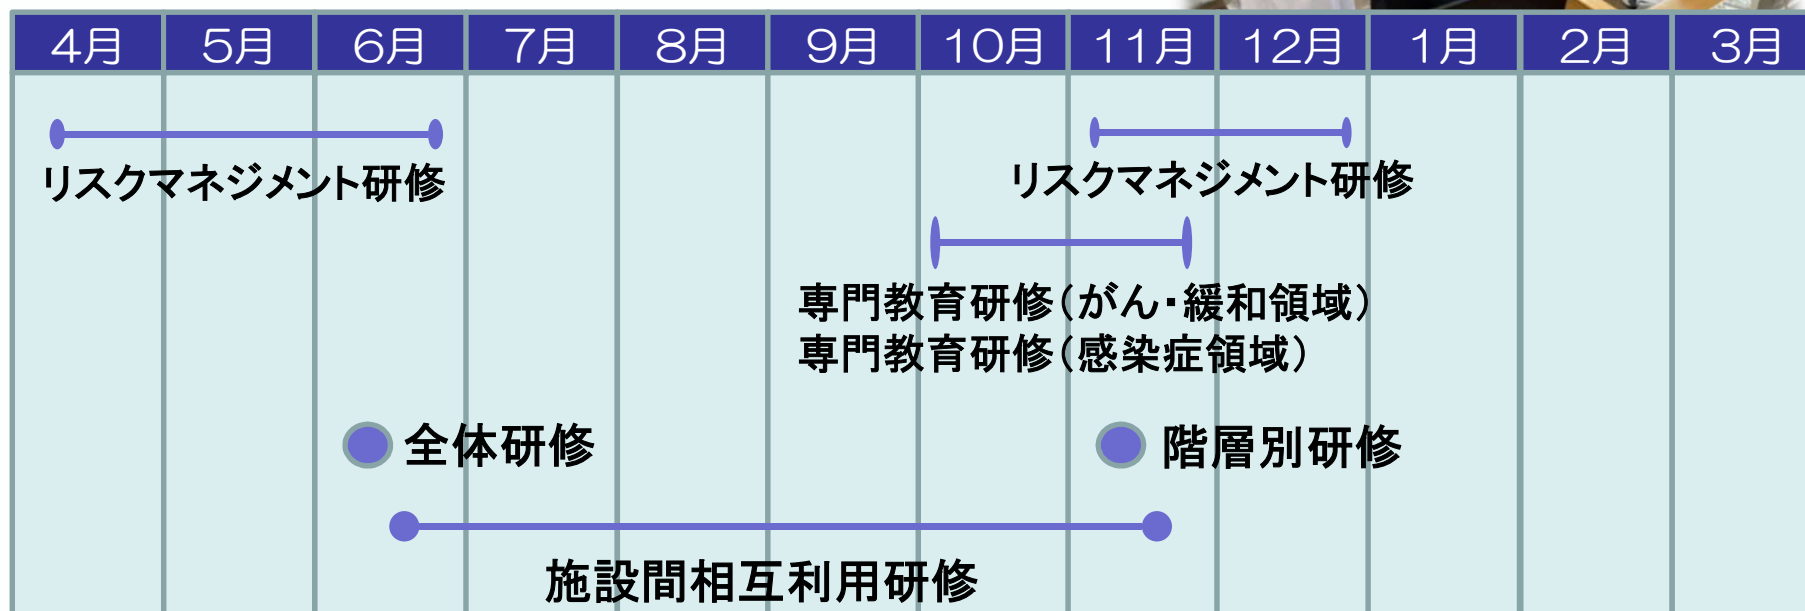 4月 5月 6月 7月 8月 9月 10月 11月 12月 1月 2月 3月
リスクマネジメント研修
リスクマネジメント研修
専門教育研修（がん・緩和領域）
専門教育研修（感染症領域）
全体研修
階層別研修
施設間相互利用研修